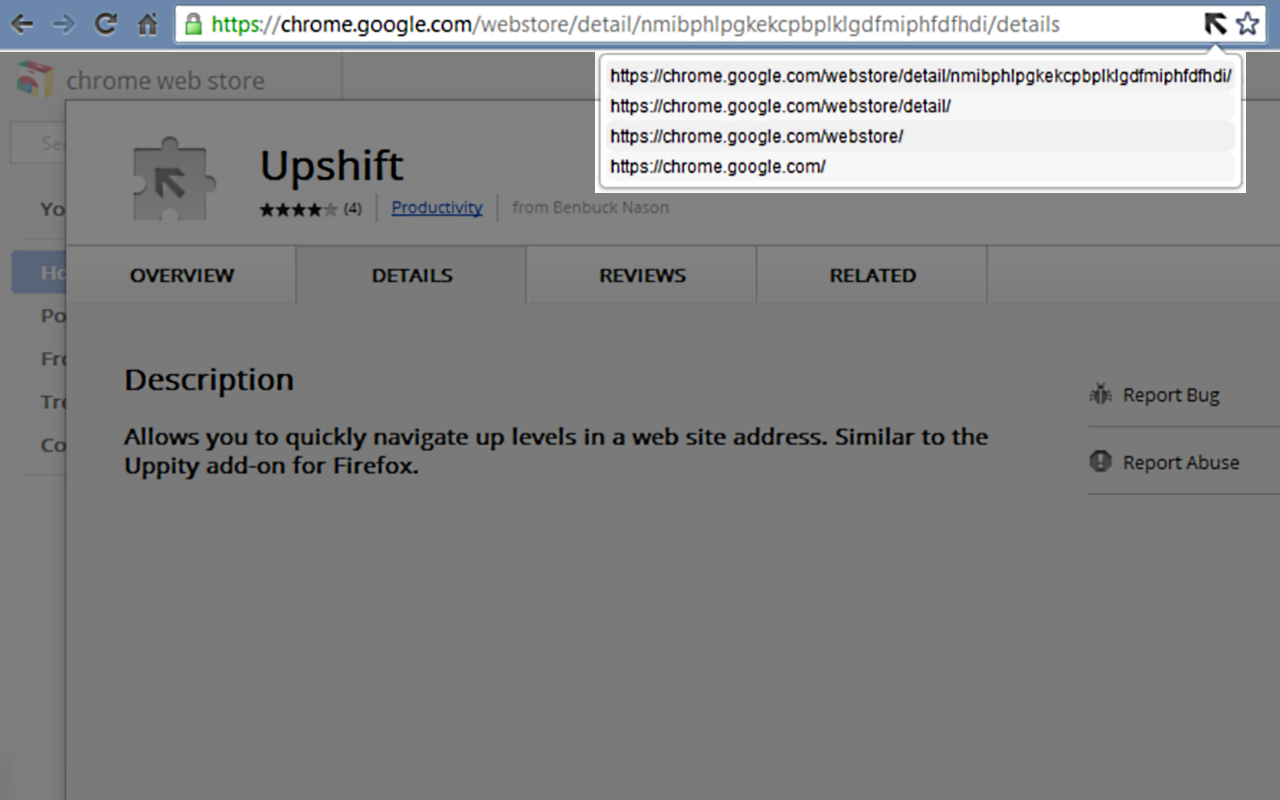 https://chrome.google.com/webstore/detail/nmibphlpgkekcpbplklgdfmiphfdfhdi/details
https://chrome.google.com/webstore/detail/nmibphlpgkekcpbplklgdfmiphfdfhdi/
https://chrome.google.com/webstore/detail/
https://chrome.google.com/webstore/
https://chrome.google.com/
chrome web store
Sea
Upshift
(4) Productivity from Benbuck Nason
Yo
Ho
OVERVIEW DETAILS REVIEWS RELATED
Po
Fro
Tre
Co
Description
Allows you to quickly navigate up levels in a web site address. Similar to the
Uppity add-on for Firefox.
Report Bug
Report Abuse